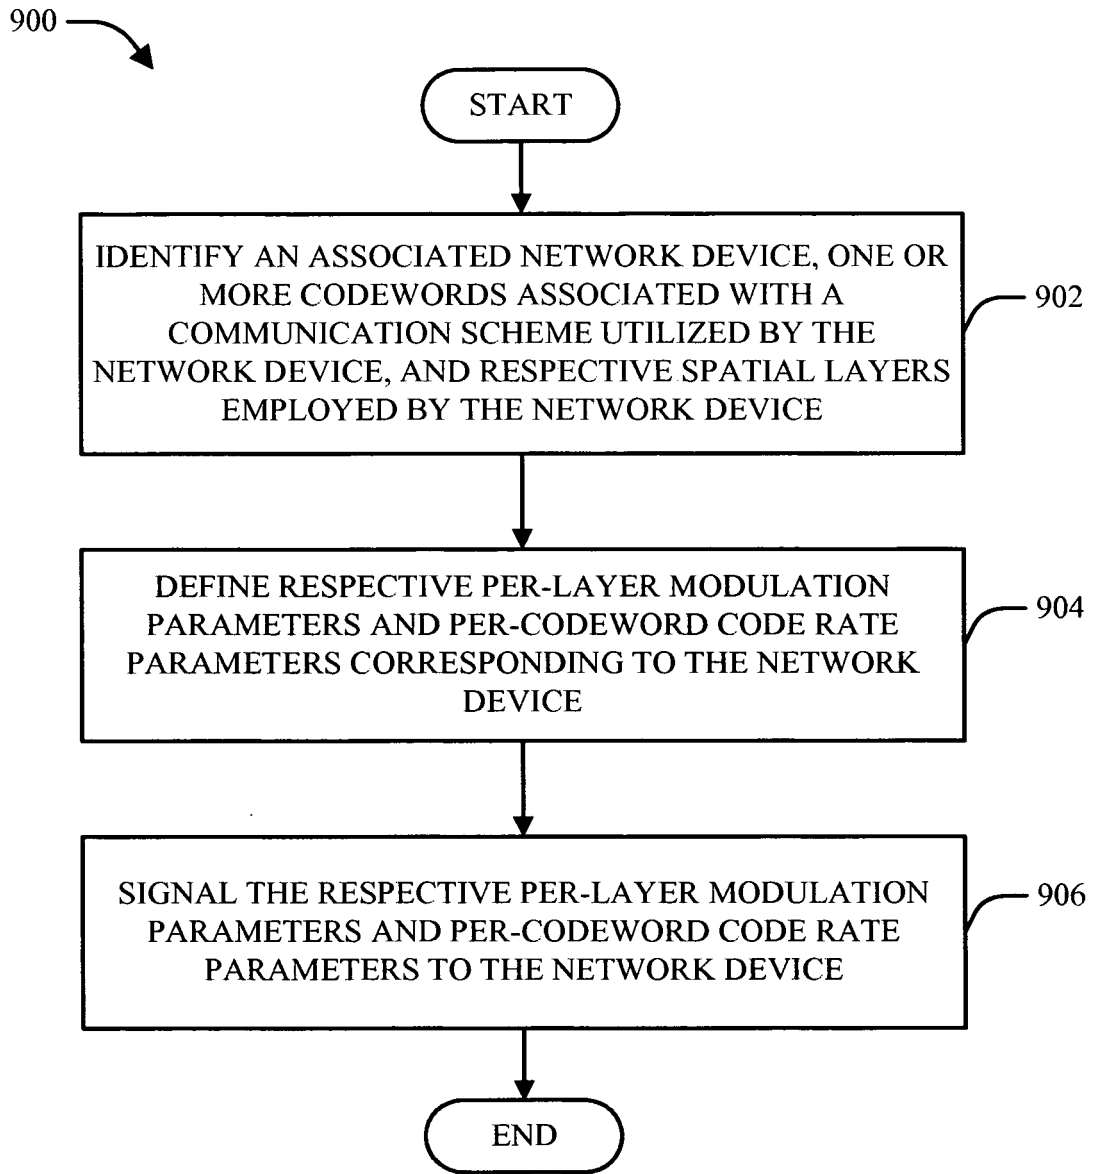 900
START
IDENTIFY AN ASSOCIATED NETWORK DEVICE, ONE OR
MORE CODEWORDS ASSOCIATED WITH A
COMMUNICATION SCHEME UTILIZED BY THE
NETWORK DEVICE, AND RESPECTIVE SPATIAL LAYERS
EMPLOYED BY THE NETWORK DEVICE
902
DEFINE RESPECTIVE PER-LAYER MODULATION
PARAMETERS AND PER-CODEWORD CODE RATE
PARAMETERS CORRESPONDING TO THE NETWORK
DEVICE
904
SIGNAL THE RESPECTIVE PER-LAYER MODULATION
PARAMETERS AND PER-CODEWORD CODE RATE
PARAMETERS TO THE NETWORK DEVICE
906
END